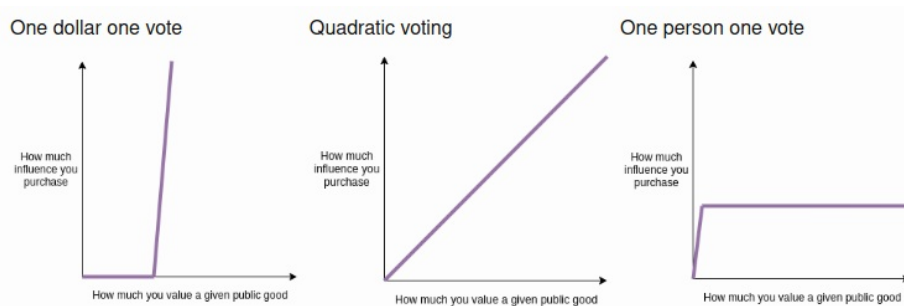 One dollar one vote
How much
influence you
purchase
How much you value a given public good
Quadratic voting
How much
influence you
purchase
How much you value a given public good
One person one vote
How much
influence you
purchase
How much you value a given public good